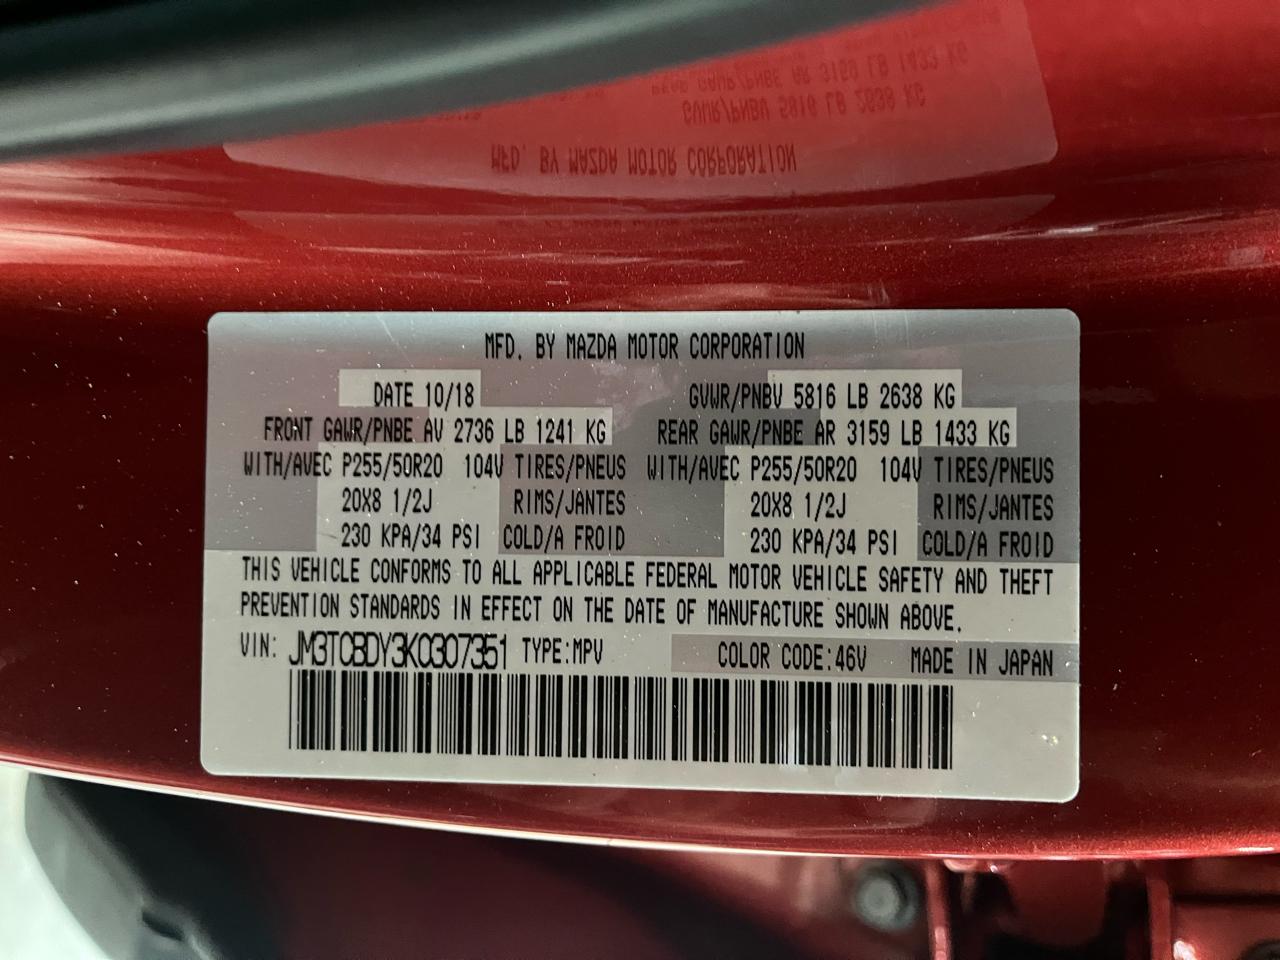 MFD. BY MAZDA MOTOR CORPORATION
DATE 10/18 GVWR/PNBV 5816 LB 2638 KG
FRONT GAWR/PNBE AV 2736 LB 1241 KG REAR GAWR/PNBE AR 3159 LB 1433 KG
WITH/AVEC P255/50R20 104V TIRES/PNEUS WITH/AVEC P255/50R20 104V TIRES/PNEUS
20X8 1/2J RIMS/JANTES 20X8 1/2J RIMS/JANTES
230 KPA/34 PSI COLD/A FROID 230 KPA/34 PSI COLD/A FROID
THIS VEHICLE CONFORMS TO ALL APPLICABLE FEDERAL MOTOR VEHICLE SAFETY AND THEFT
PREVENTION STANDARDS IN EFFECT ON THE DATE OF MANUFACTURE SHOWN ABOVE.
VIN: JM3TCBDY3K0307351 TYPE:MPV COLOR CODE:46V MADE IN JAPAN